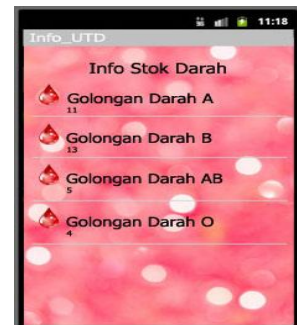 11:18
Info_UTD
Info Stok Darah
Golongan Darah A
11
Golongan Darah B
13
Golongan Darah AB
5
Golongan Darah O
4